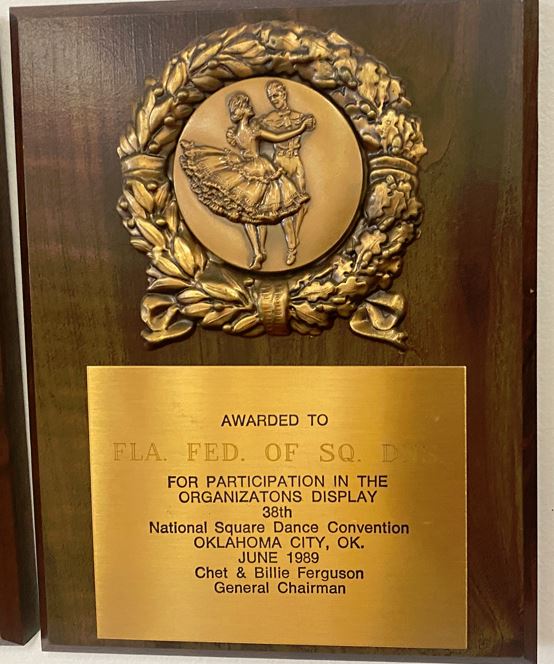 AWARDED TO
FLA. FED. OF SQ.
FOR PARTICIPATION IN THE
ORGANIZATONS DISPLAY
38th
National Square Dance Convention
OKLAHOMA CITY, OK.
JUNE 1989
Chet & Billie Ferguson
General Chairman